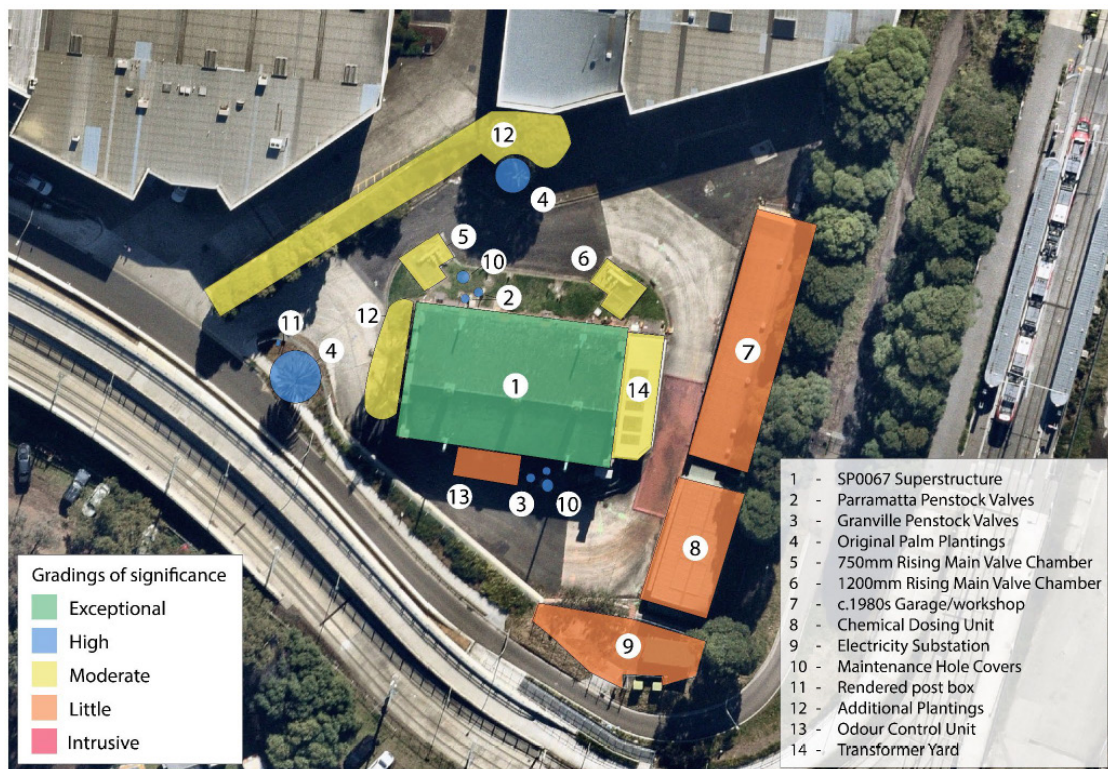 12
4
5
10
6
2
12
11
4
7
1
14
13
3
10
8
9
Gradings of significance
Exceptional
High
Moderate
Little
Intrusive
1 - SP0067 Superstructure
2 - Parramatta Penstock Valves
3 - Granville Penstock Valves
4 - Original Palm Plantings
5 - 750mm Rising Main Valve Chamber
6 - 1200mm Rising Main Valve Chamber
7 - c.1980s Garage/workshop
8 - Chemical Dosing Unit
9 - Electricity Substation
10 - Maintenance Hole Covers
11 - Rendered post box
12 - Additional Plantings
13 - Odour Control Unit
14 - Transformer Yard